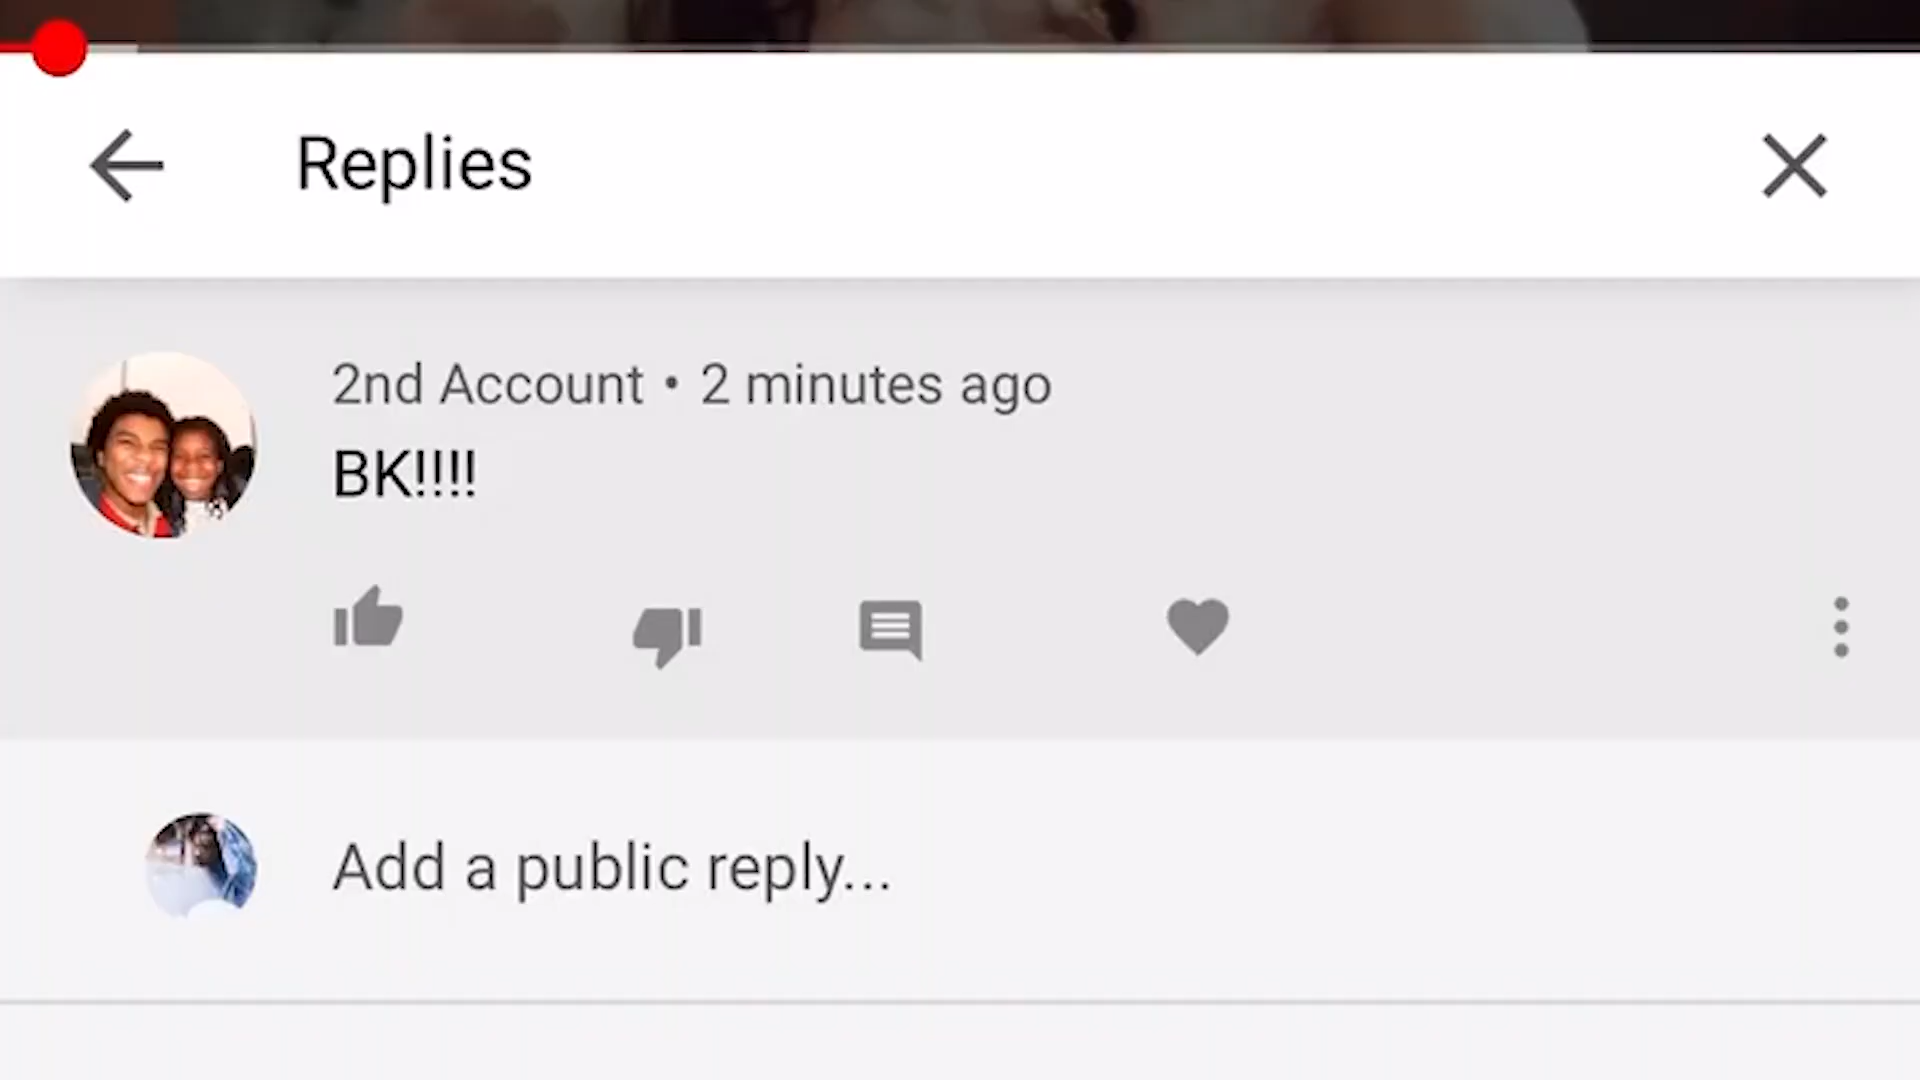 Replies
2nd Account • 2 minutes ago
BK!!!!
Add a public reply...